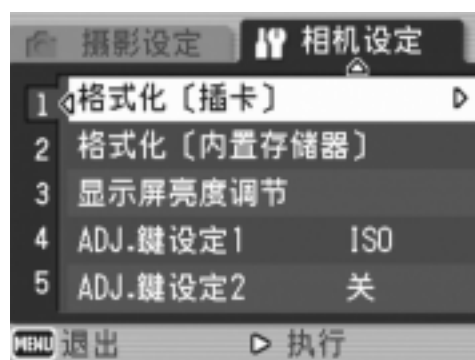 摄影设定 相机设定
1 格式化〔插卡〕
2 格式化〔内置存储器〕
3 显示屏亮度调节
4 ADJ.鍵设定1 ISO
5 ADJ.鍵设定2 关
MENU 退出 执行